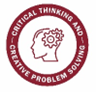 CRITICAL THINKING AND
CREATIVE PROBLEM SOLVING